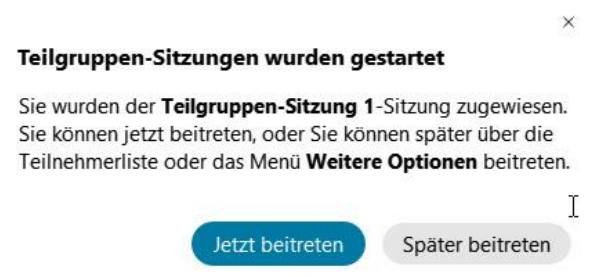 Teilgruppen-Sitzungen wurden gestartet
Sie wurden der Teilgruppen-Sitzung 1-Sitzung zugewiesen.
Sie können jetzt beitreten, oder Sie können später über die
Teilnehmerliste oder das Menü Weitere Optionen beitreten.
Jetzt beitreten Später beitreten